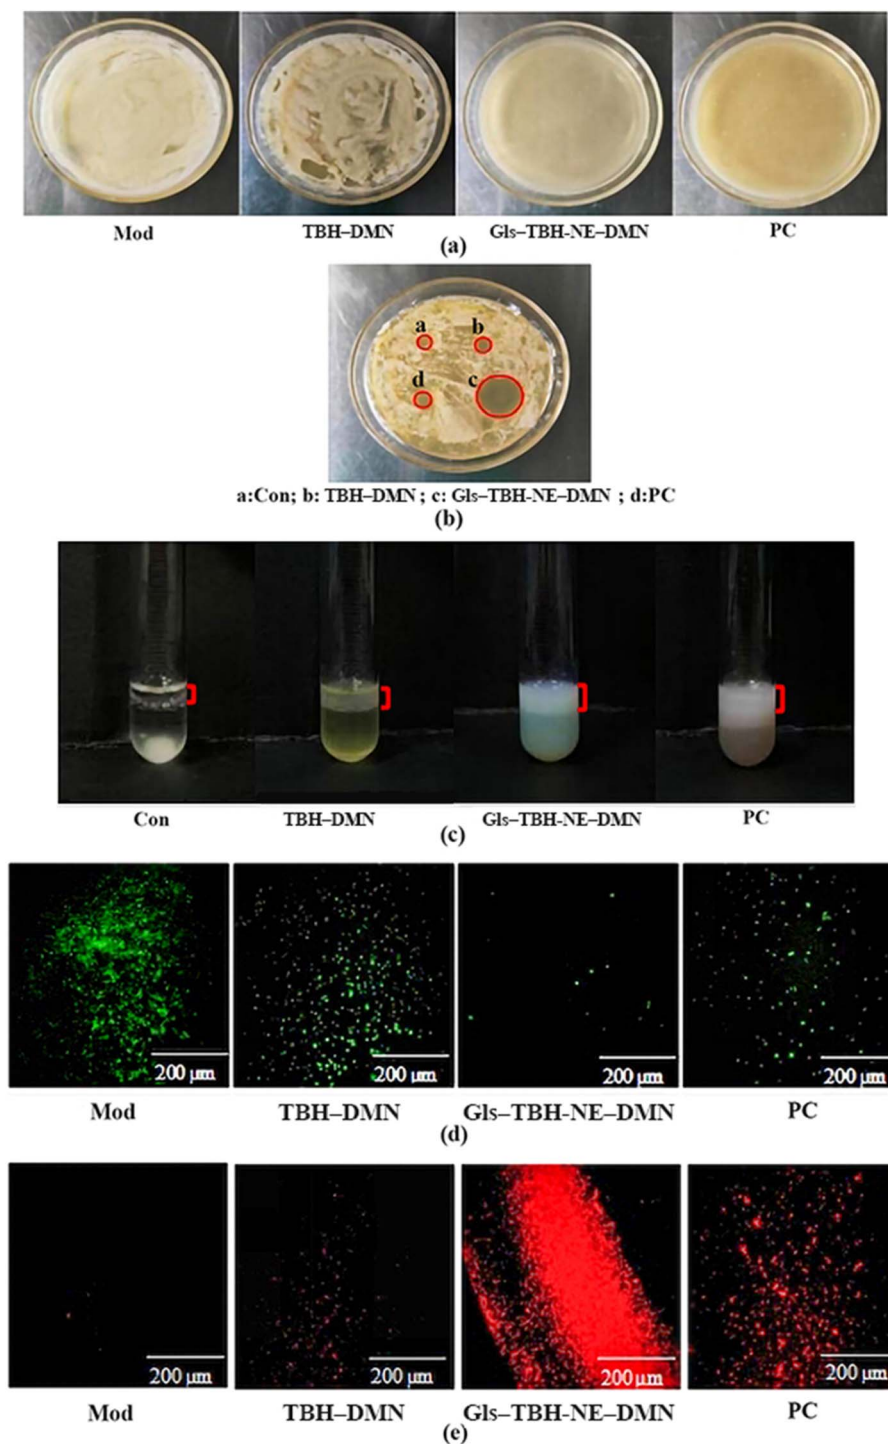 Mod TBH–DMN Gls–TBH-NE–DMN PC
(a)
a b
d c
a:Con; b: TBH–DMN ; c: Gls–TBH-NE–DMN ; d:PC
(b)
Con TBH–DMN Gls–TBH-NE–DMN PC
(c)
200 μm 200 μm 200 μm 200 μm
Mod TBH–DMN Gls–TBH-NE–DMN PC
(d)
200 μm 200 μm 200 μm 200 μm
Mod TBH–DMN Gls–TBH-NE–DMN PC
(e)